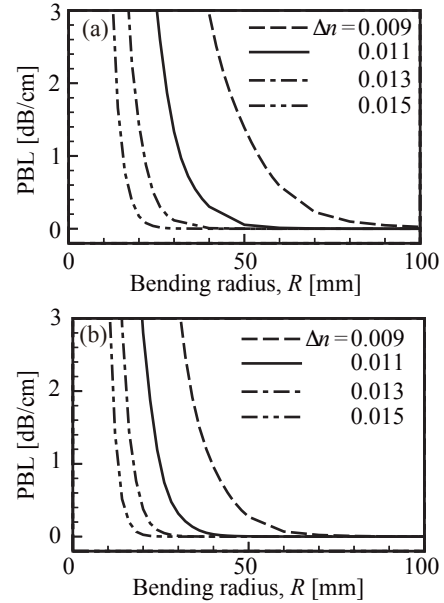 (a)
Δn=0.009
0.011
0.013
0.015
PBL [dB/cm]
3
2
1
0
0
50
100
Bending radius, R [mm]
(b)
Δn=0.009
0.011
0.013
0.015
PBL [dB/cm]
3
2
1
0
0
50
100
Bending radius, R [mm]